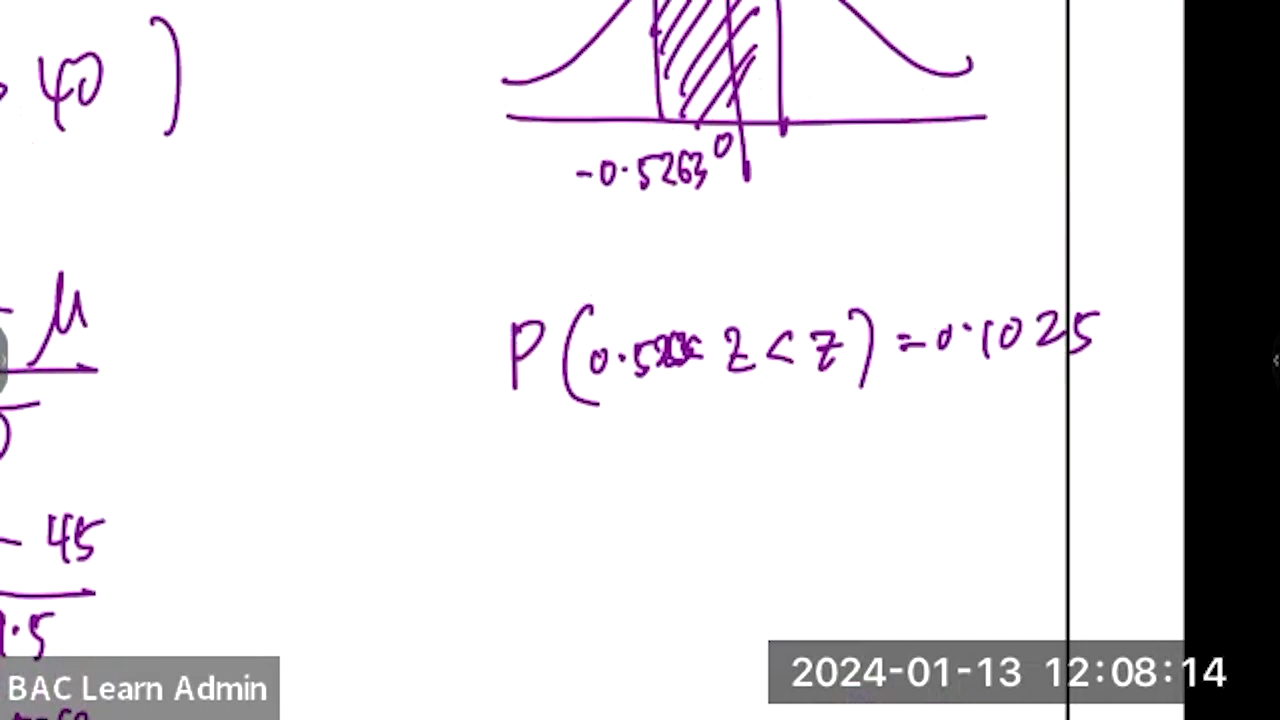 40 )
-0.5263 0
μ
P(0.5 Z < z) = 0.1025
- 45
.5
BAC Learn Admin
2024-01-13 12:08:14